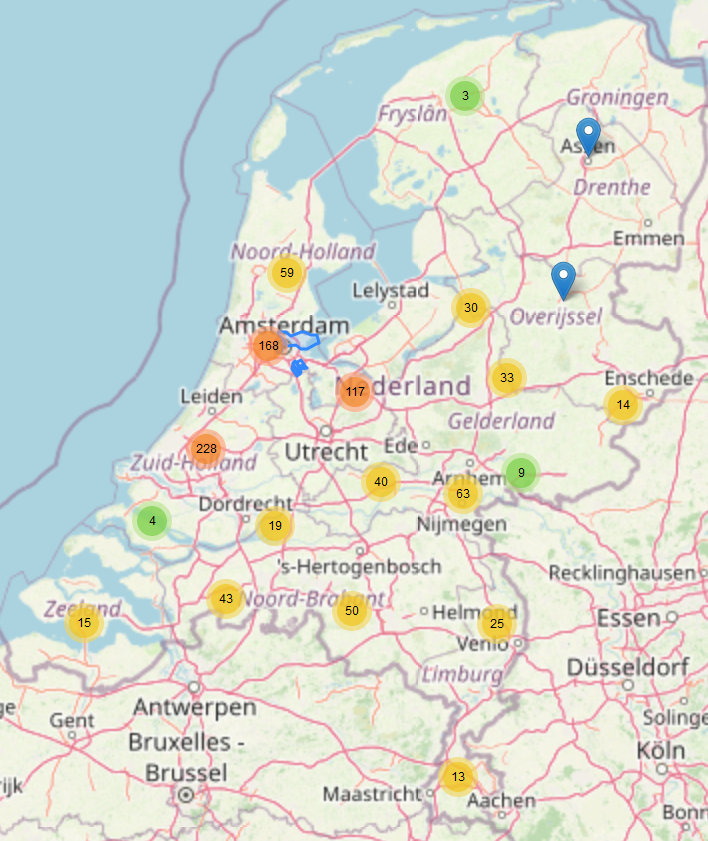 3
Groningen
Fryslân
Assen
Drenthe
Emmen
Noord-Holland
59
Lelystad
30
Overijssel
Amsterdam
168
33
Enschede
117
Nederland
Leiden
14
Gelderland
228
Utrecht
Ede
Zuid-Holland
9
Arnhem
40
63
Dordrecht
4
19
Nijmegen
's-Hertogenbosch
Recklinghausen
43
Noord-Brabant
Zeeland
50
Helmond
15
25
Essen
Venlo
Düsseldorf
Limburg
ge
Antwerpen
Gent
Solinge
Bruxelles -
Brussel
Köln
13
rijk
Maastricht
Aachen
Bonn